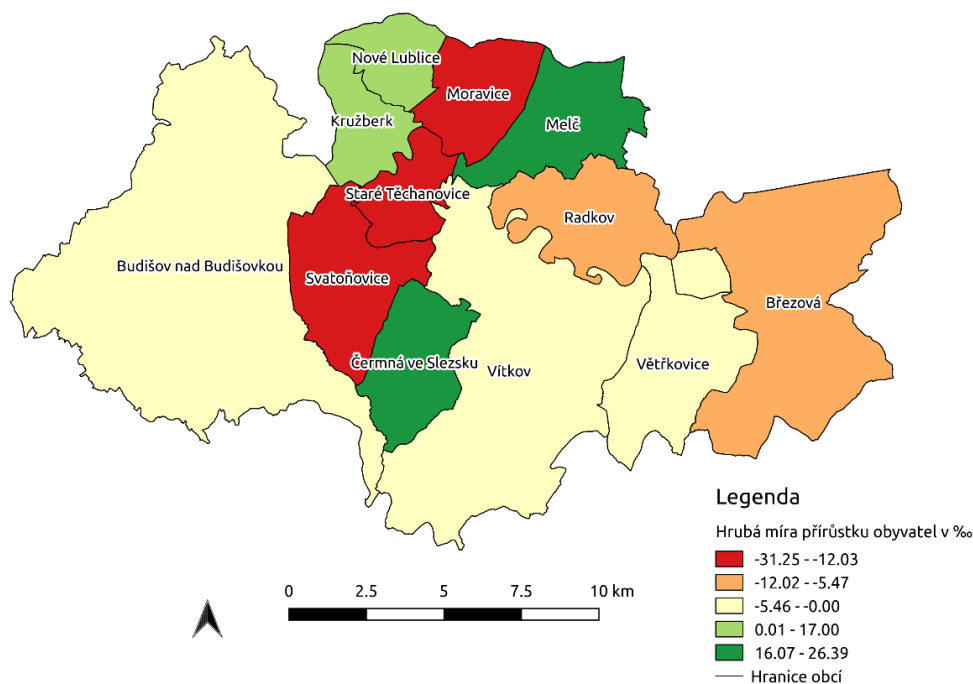 Nové Lublice
Moravice
Kružberk
Melč
Staré Těchanovice
Radkov
Budišov nad Budišovkou
Svatoňovice
Březová
Čermná ve Slezsku
Vítkov
Větřkovice
Legenda
Hrubá míra přírůstku obyvatel v ‰
-31.25 - -12.03
-12.02 - -5.47
-5.46 - -0.00
0.01 - 17.00
16.07 - 26.39
Hranice obcí
0 2.5 5 7.5 10 km